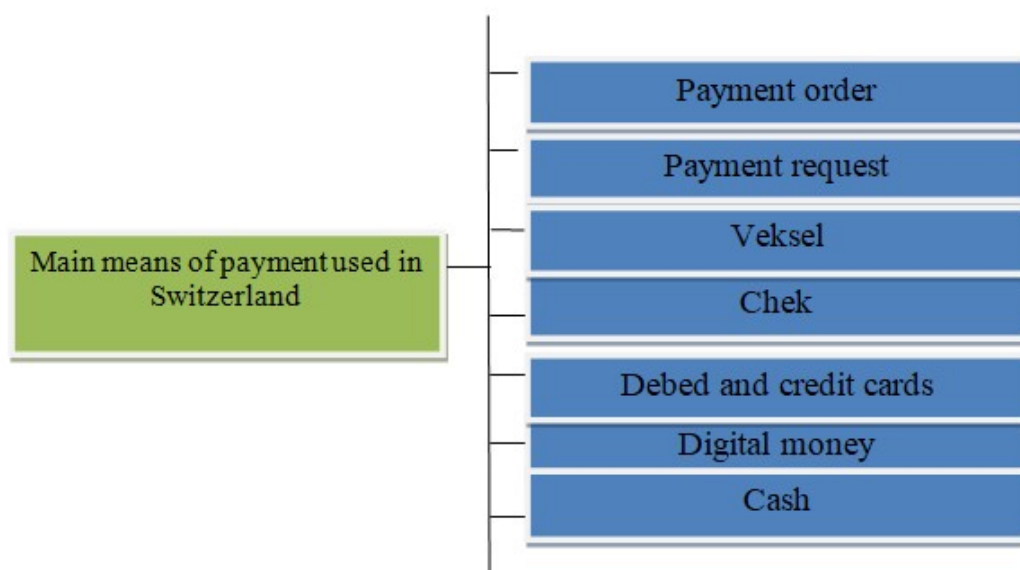 Payment order
Payment request
Veksel
Main means of payment used in
Switzerland
Chek
Debed and credit cards
Digital money
Cash